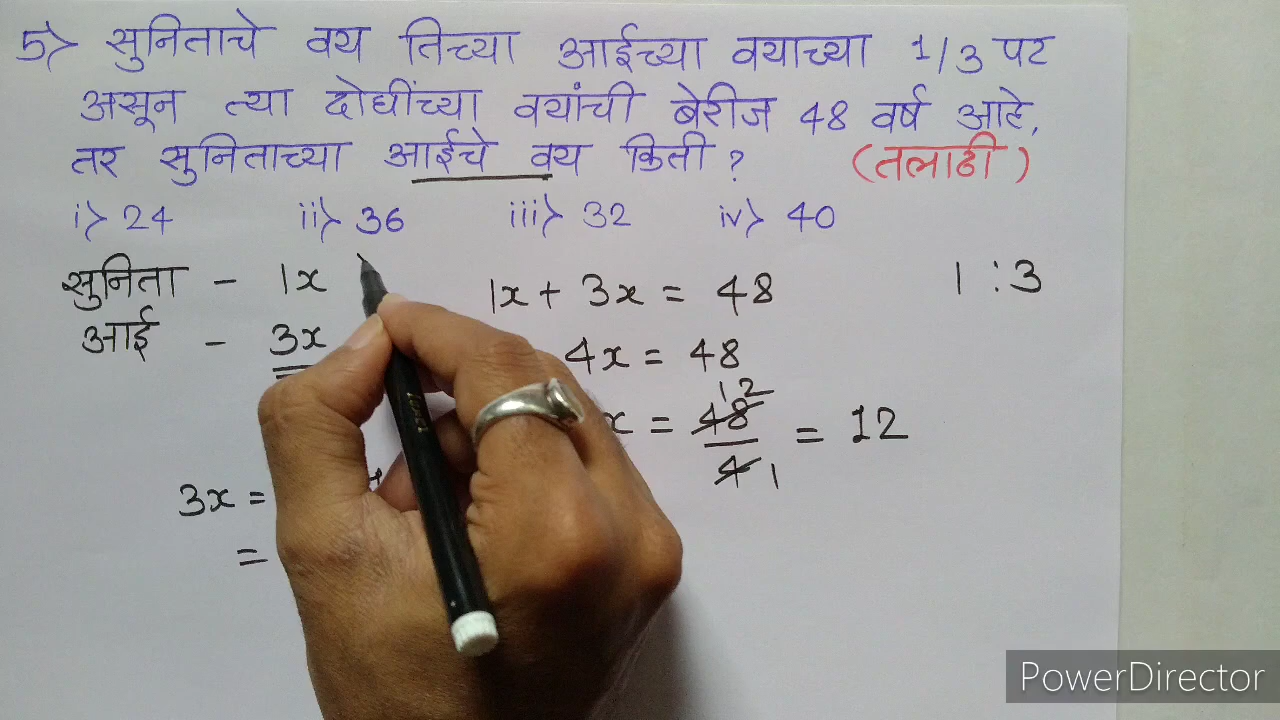 5> सुनिताचे वय तिच्या आईच्या वयाच्या 1/3 पट
असून त्या दोघींच्या वयांची बेरीज 48 वर्ष आहे,
तर सुनिताच्या आईचे वय किती ? (तलाठी)
i> 24 ii> 36 iii> 32 iv> 40
सुनिता - 1x 1x + 3x = 48 1 : 3
आई - 3x 4x = 48
12
x = 48/4 = 12
1
3x =
=
PowerDirector